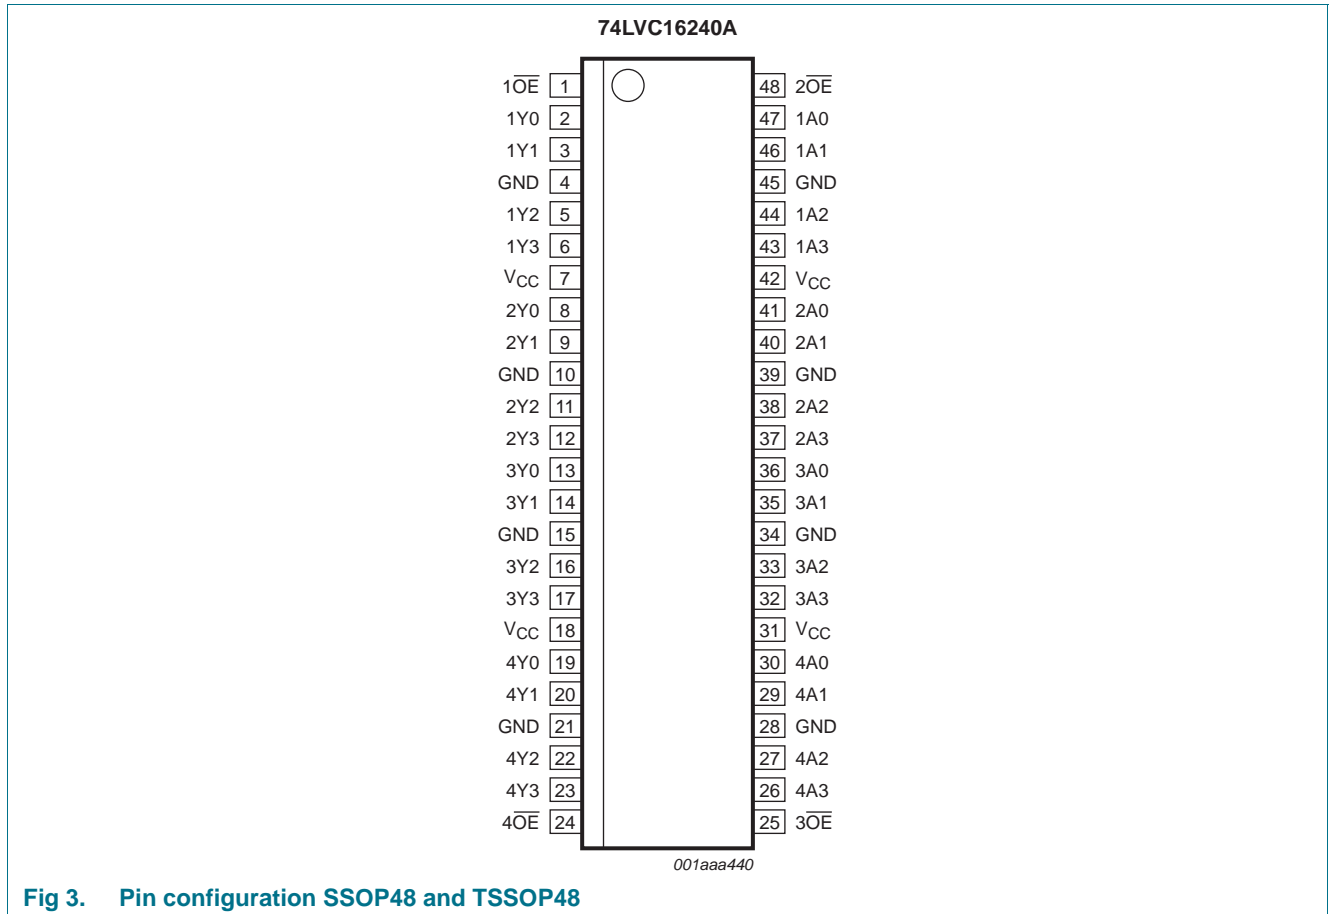 74LVC16240A
1O̅E̅ 1 48 2O̅E̅
1Y0 2 47 1A0
1Y1 3 46 1A1
GND 4 45 GND
1Y2 5 44 1A2
1Y3 6 43 1A3
VCC 7 42 VCC
2Y0 8 41 2A0
2Y1 9 40 2A1
GND 10 39 GND
2Y2 11 38 2A2
2Y3 12 37 2A3
3Y0 13 36 3A0
3Y1 14 35 3A1
GND 15 34 GND
3Y2 16 33 3A2
3Y3 17 32 3A3
VCC 18 31 VCC
4Y0 19 30 4A0
4Y1 20 29 4A1
GND 21 28 GND
4Y2 22 27 4A2
4Y3 23 26 4A3
4O̅E̅ 24 25 3O̅E̅
001aaa440
Fig 3. Pin configuration SSOP48 and TSSOP48